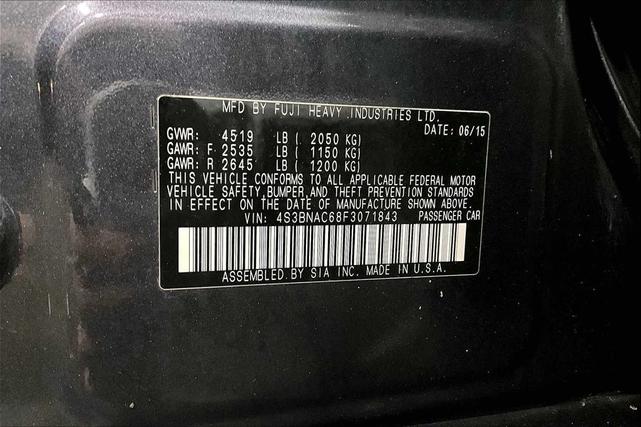 MFD BY FUJI HEAVY INDUSTRIES LTD.
DATE: 06/15
GVWR: 4519 LB ( 2050 KG)
GAWR: F 2535 LB ( 1150 KG)
GAWR: R 2645 LB ( 1200 KG)
THIS VEHICLE CONFORMS TO ALL APPLICABLE FEDERAL MOTOR
VEHICLE SAFETY,BUMPER,AND THEFT PREVENTION STANDARDS
IN EFFECT ON THE DATE OF MANUFACTURE SHOWN ABOVE.
VIN: 4S3BNAC68F3071843 PASSENGER CAR
ASSEMBLED BY SIA INC. MADE IN U.S.A.